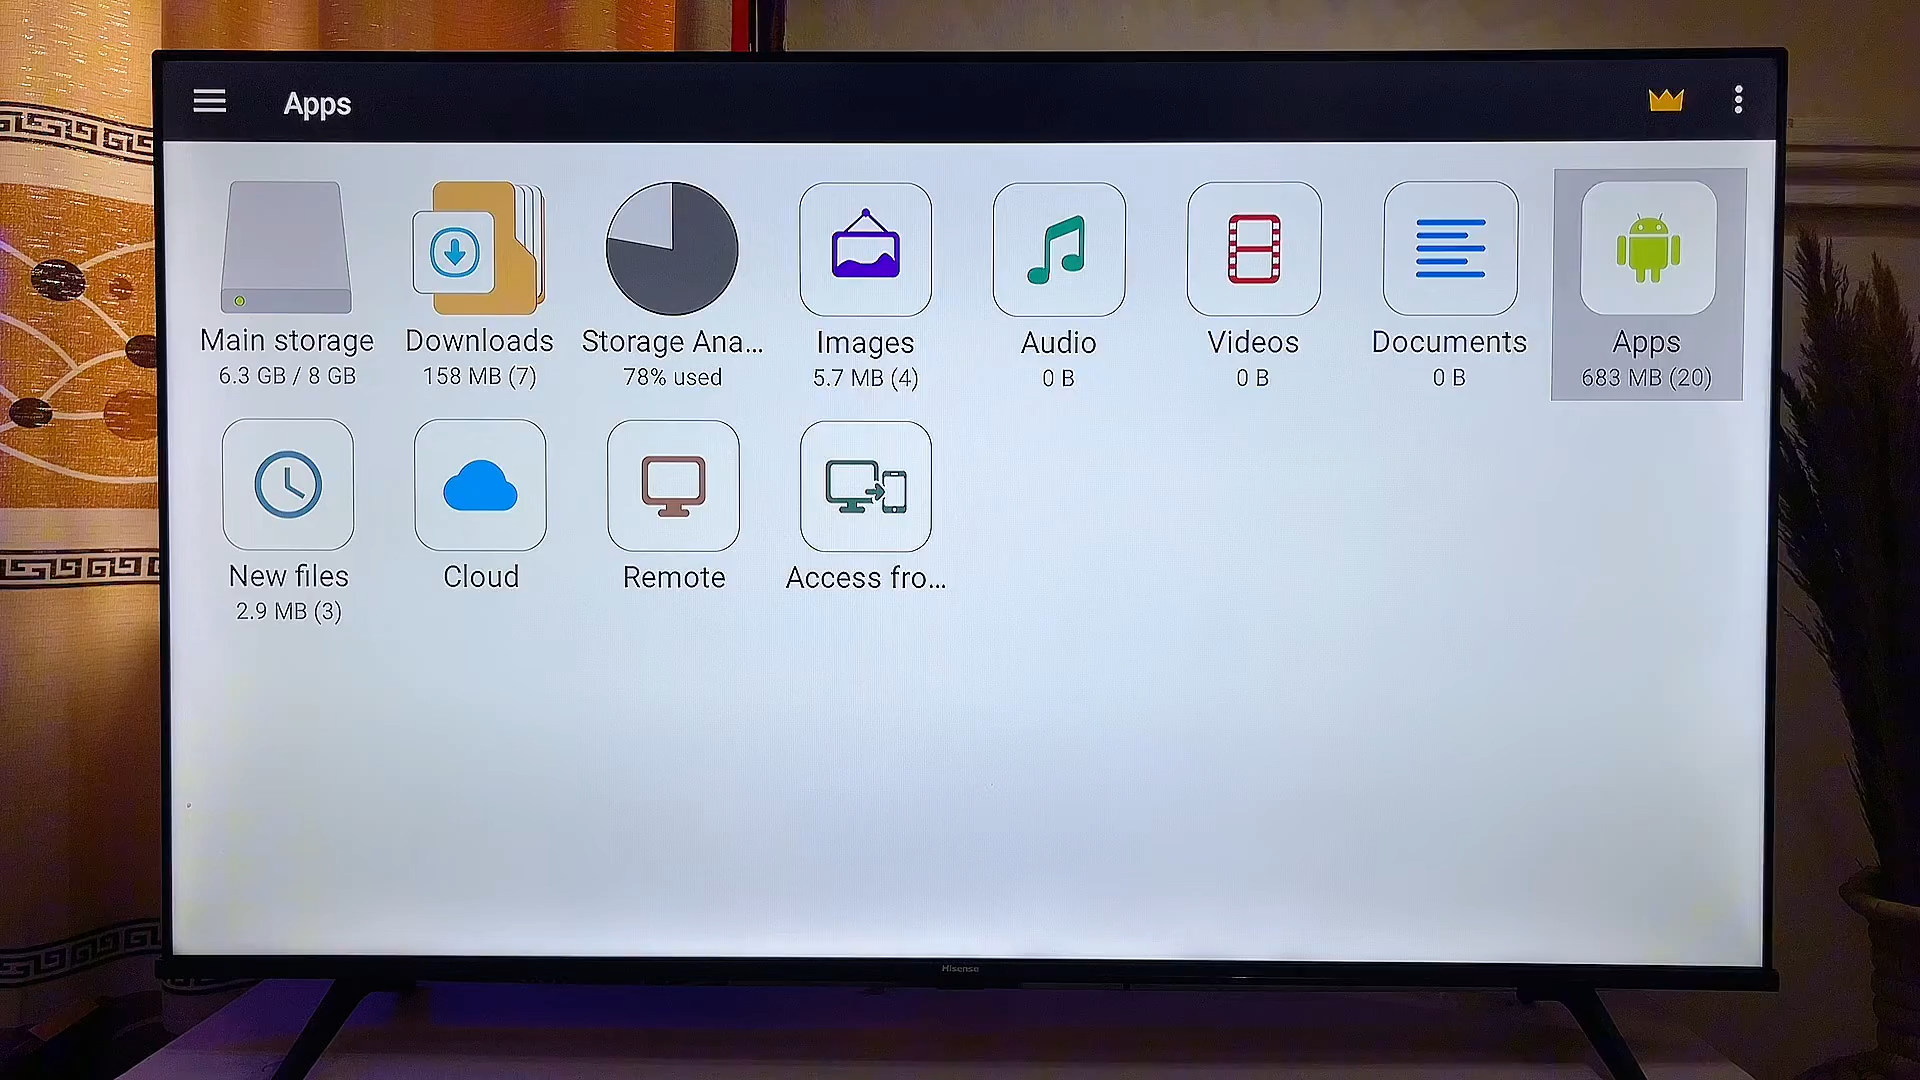 Apps
Main storage
6.3 GB / 8 GB
Downloads
158 MB (7)
Storage Ana...
78% used
Images
5.7 MB (4)
Audio
0 B
Videos
0 B
Documents
0 B
Apps
683 MB (20)
New files
2.9 MB (3)
Cloud
Remote
Access fro...
Hisense